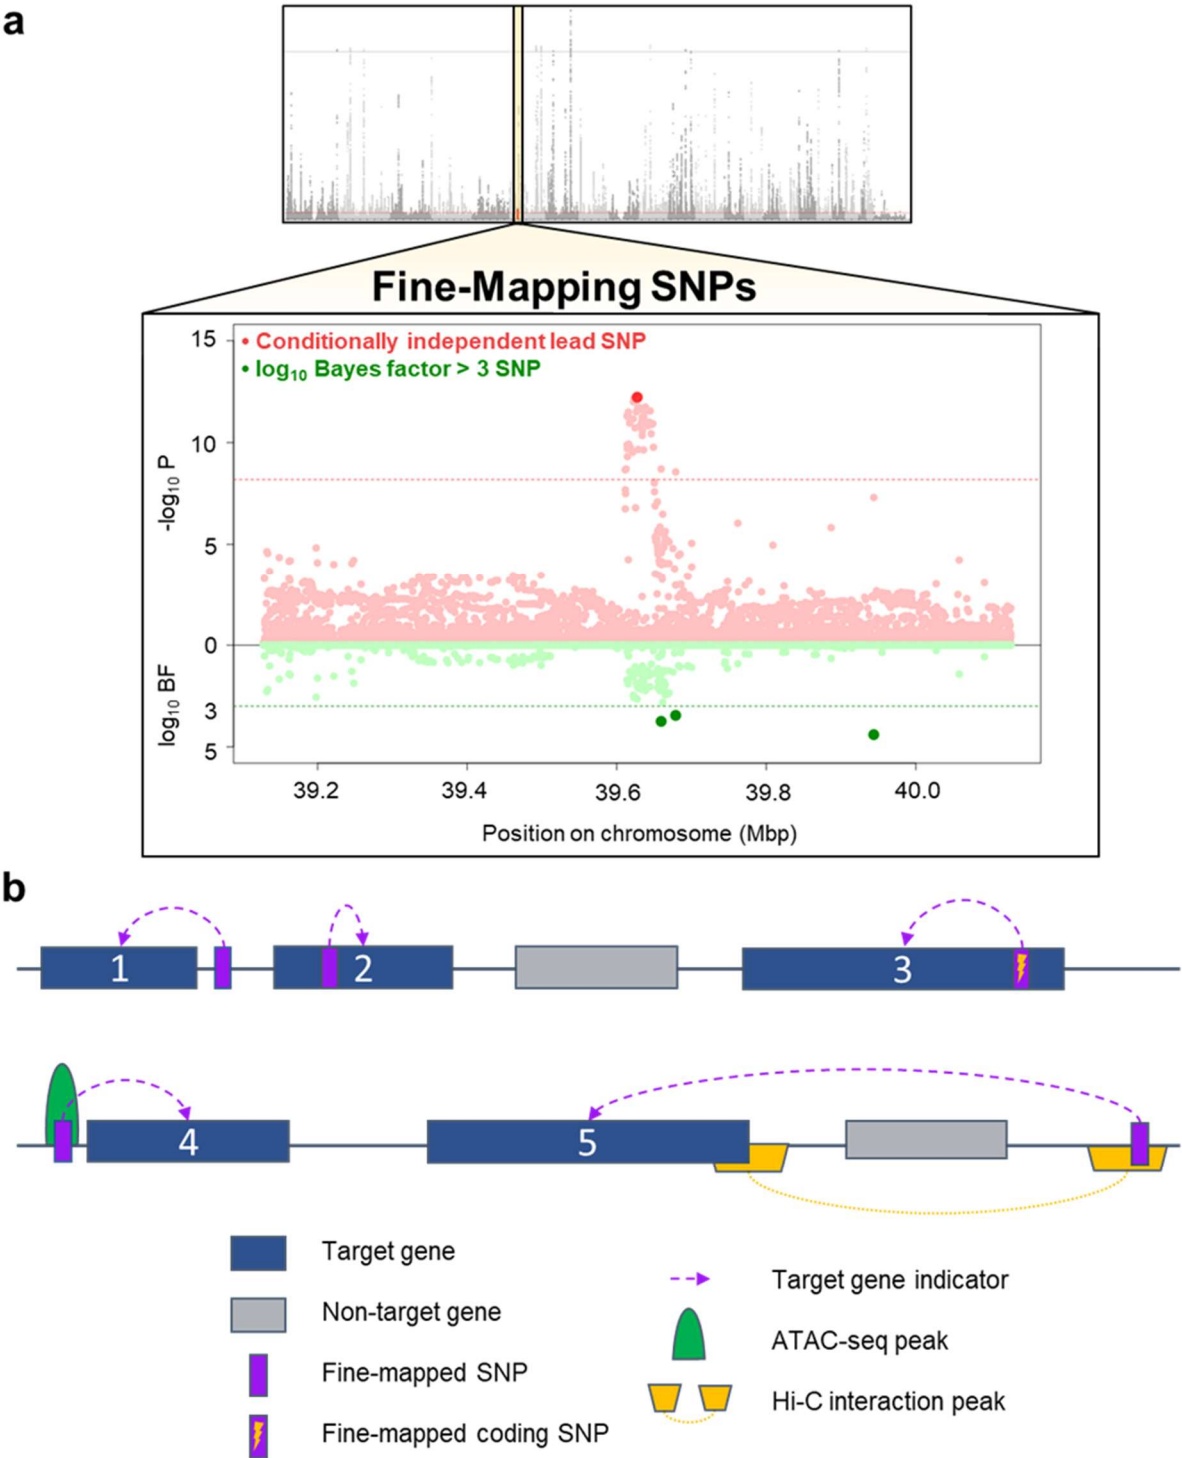 a
Fine-Mapping SNPs
• Conditionally independent lead SNP
• log10 Bayes factor > 3 SNP
15
10
5
0
3
5
-log10 P
log10 BF
39.2 39.4 39.6 39.8 40.0
Position on chromosome (Mbp)
b
1 2 3
4 5
Target gene
Non-target gene
Fine-mapped SNP
Fine-mapped coding SNP
Target gene indicator
ATAC-seq peak
Hi-C interaction peak